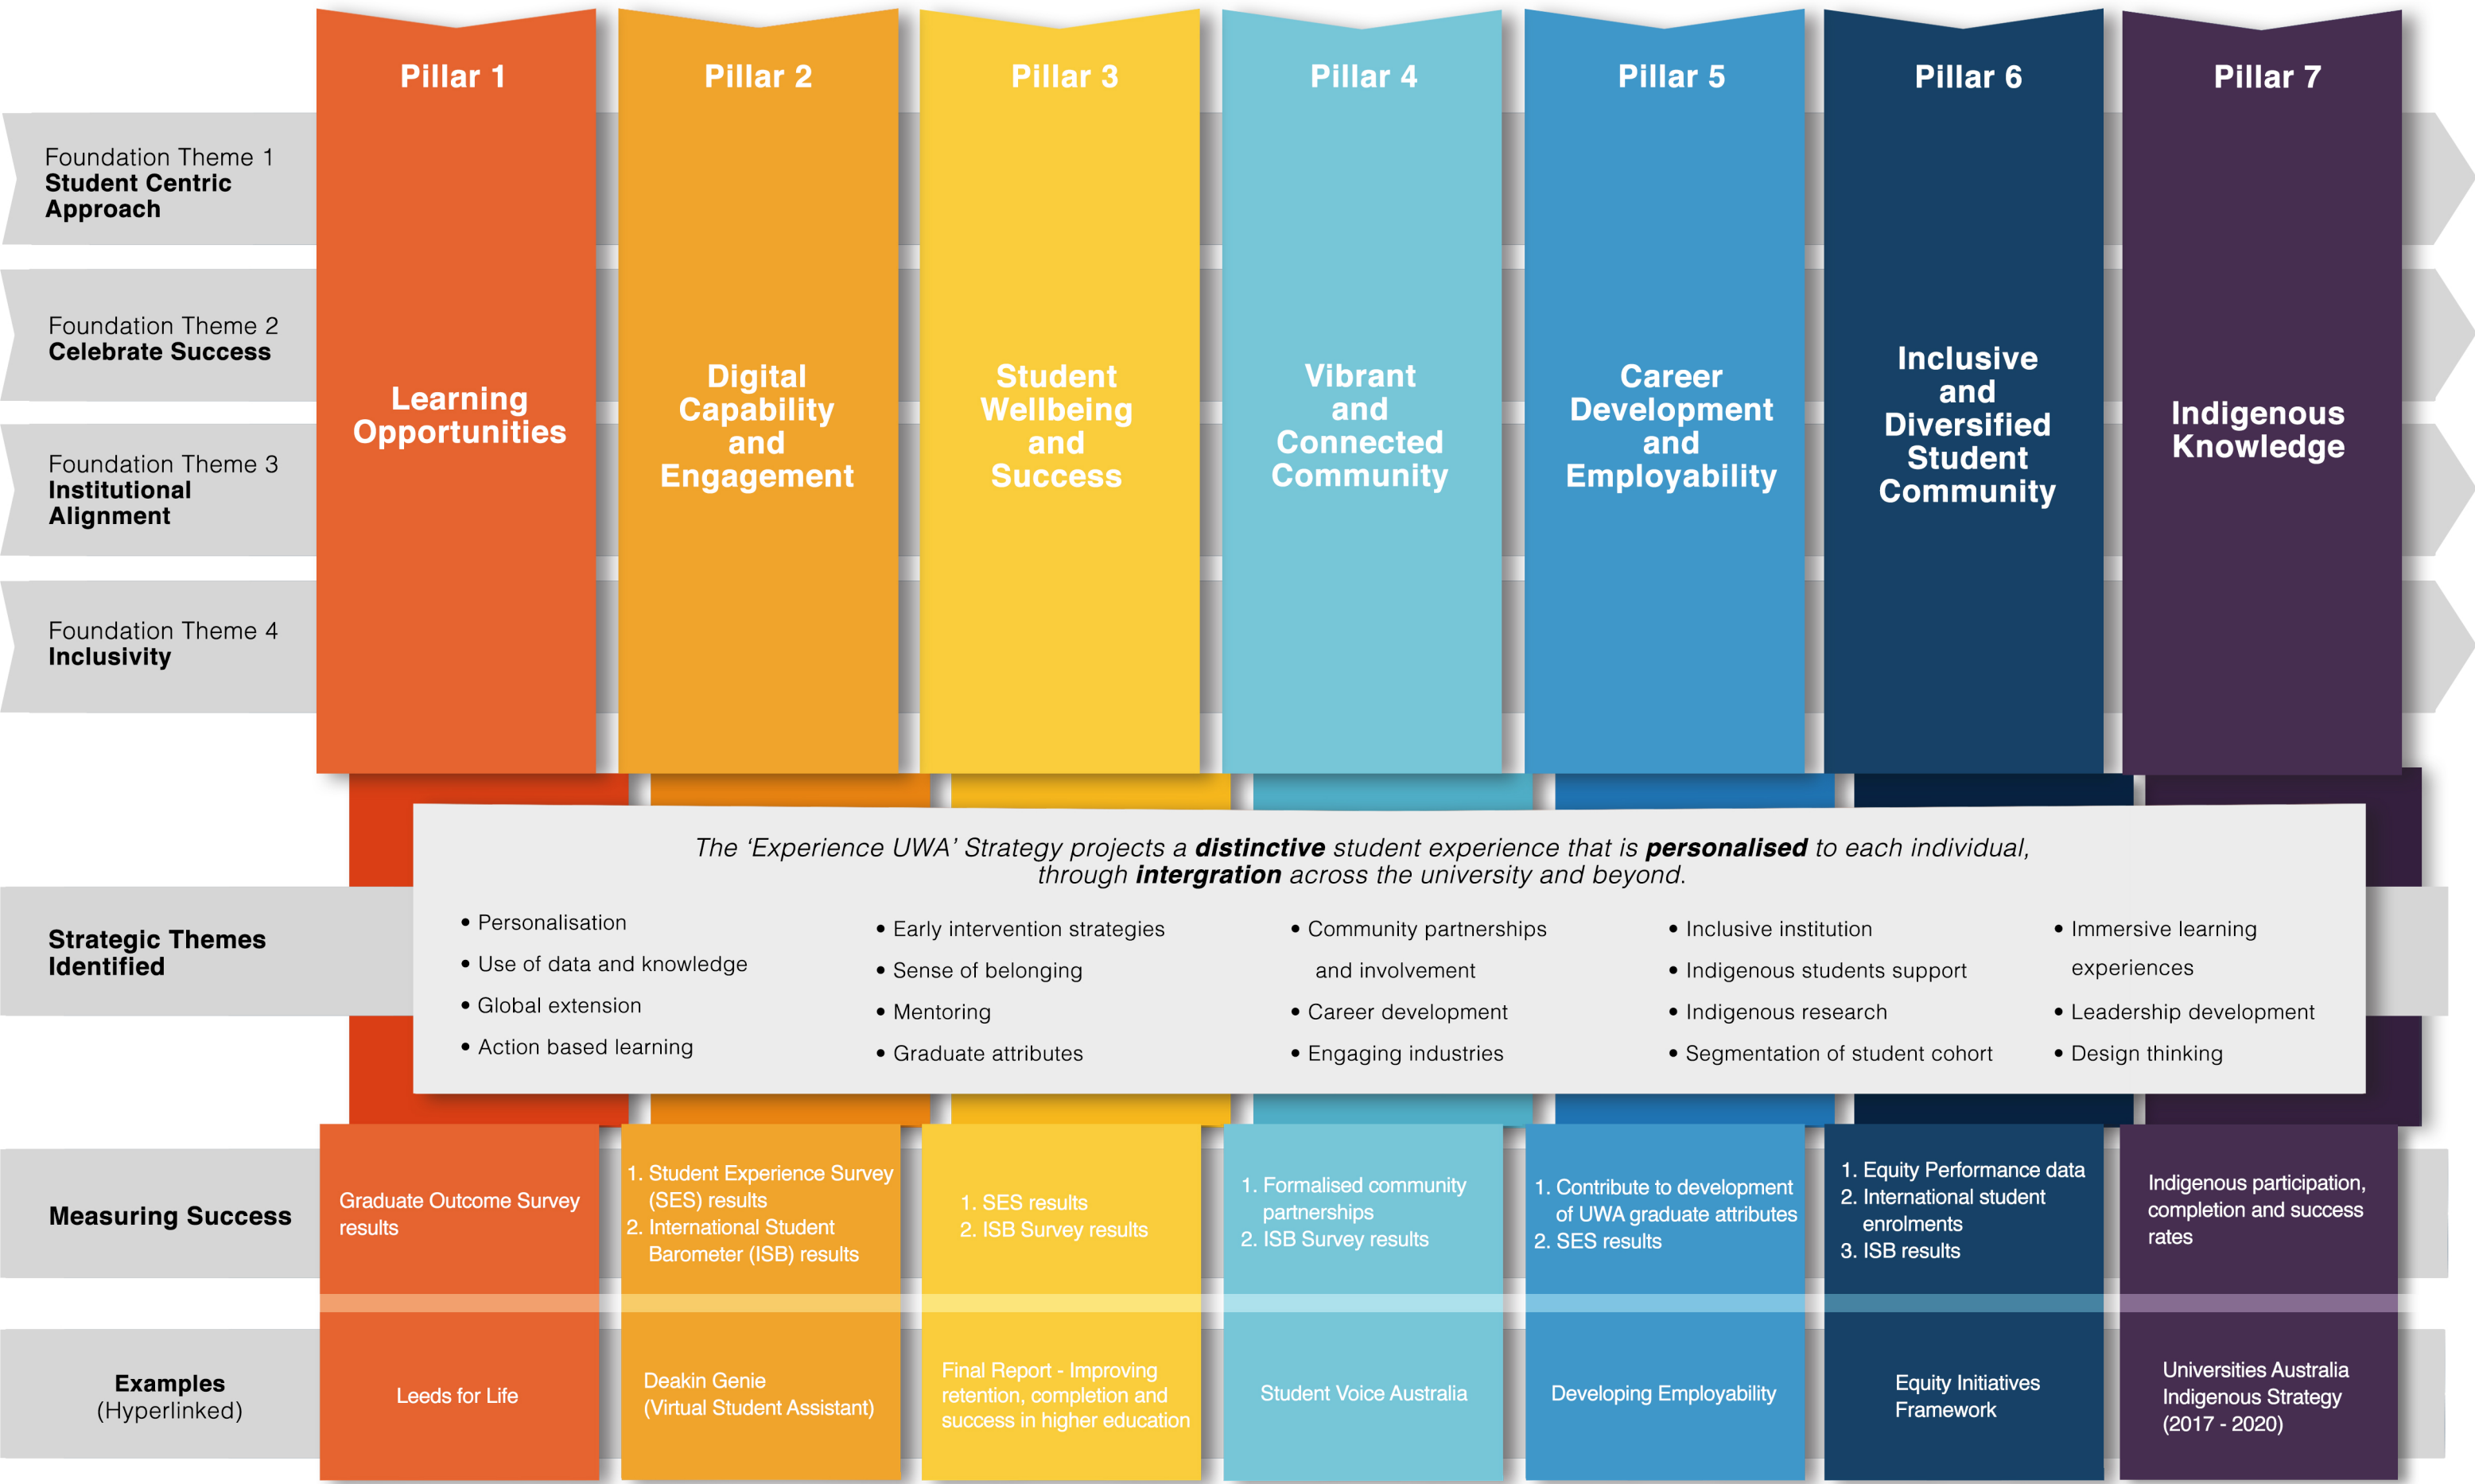 Pillar 1
Pillar 2
Pillar 3
Pillar 4
Pillar 5
Pillar 6
Pillar 7
Foundation Theme 1
Student Centric
Approach
Foundation Theme 2
Celebrate Success
Foundation Theme 3
Institutional
Alignment
Foundation Theme 4
Inclusivity
Learning
Opportunities
Digital
Capability
and
Engagement
Student
Wellbeing
and
Success
Vibrant
and
Connected
Community
Career
Development
and
Employability
Inclusive
and
Diversified
Student
Community
Indigenous
Knowledge
Strategic Themes
Identified
The ‘Experience UWA’ Strategy projects a distinctive student experience that is personalised to each individual,
through intergration across the university and beyond.
• Personalisation
• Use of data and knowledge
• Global extension
• Action based learning
• Early intervention strategies
• Sense of belonging
• Mentoring
• Graduate attributes
• Community partnerships
and involvement
• Career development
• Engaging industries
• Inclusive institution
• Indigenous students support
• Indigenous research
• Segmentation of student cohort
• Immersive learning
experiences
• Leadership development
• Design thinking
Measuring Success
Graduate Outcome Survey
results
1. Student Experience Survey
(SES) results
2. International Student
Barometer (ISB) results
1. SES results
2. ISB Survey results
1. Formalised community
partnerships
2. ISB Survey results
1. Contribute to development
of UWA graduate attributes
2. SES results
1. Equity Performance data
2. International student
enrolments
3. ISB results
Indigenous participation,
completion and success
rates
Examples
(Hyperlinked)
Leeds for Life
Deakin Genie
(Virtual Student Assistant)
Final Report - Improving
retention, completion and
success in higher education
Student Voice Australia
Developing Employability
Equity Initiatives
Framework
Universities Australia
Indigenous Strategy
(2017 - 2020)